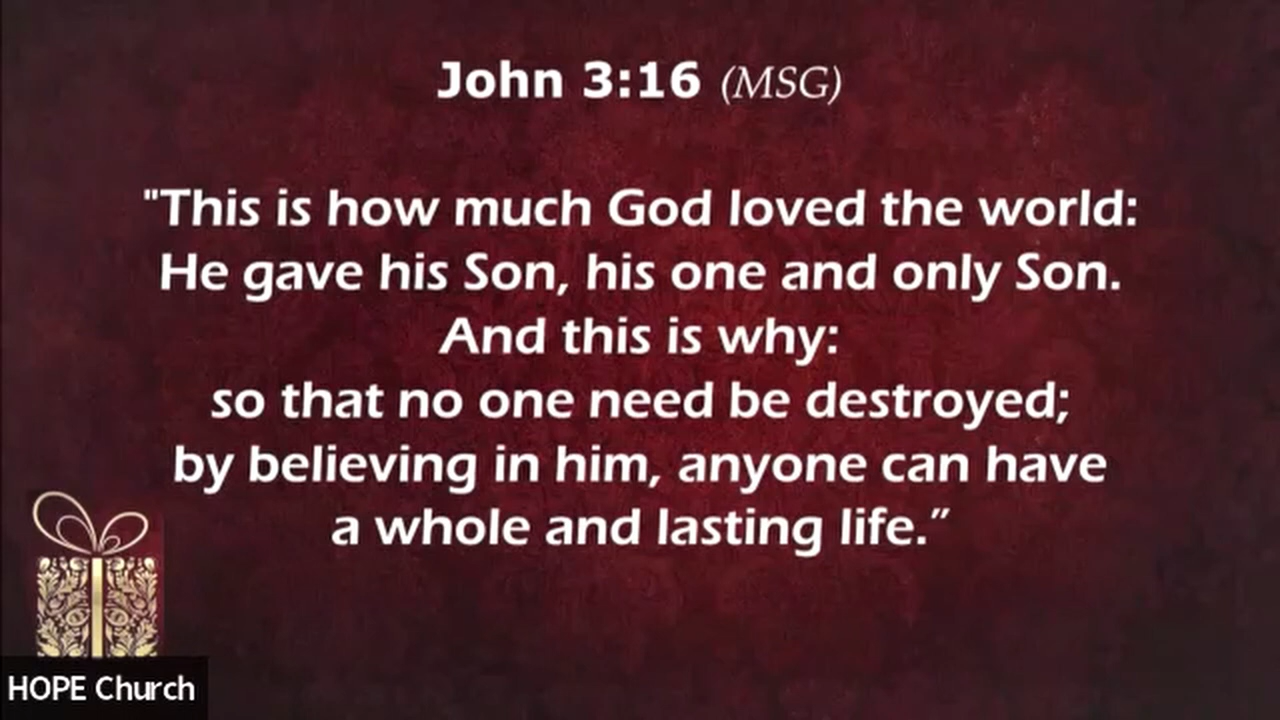 John 3:16 (MSG)
"This is how much God loved the world:
He gave his Son, his one and only Son.
And this is why:
so that no one need be destroyed;
by believing in him, anyone can have
a whole and lasting life.”
HOPE Church